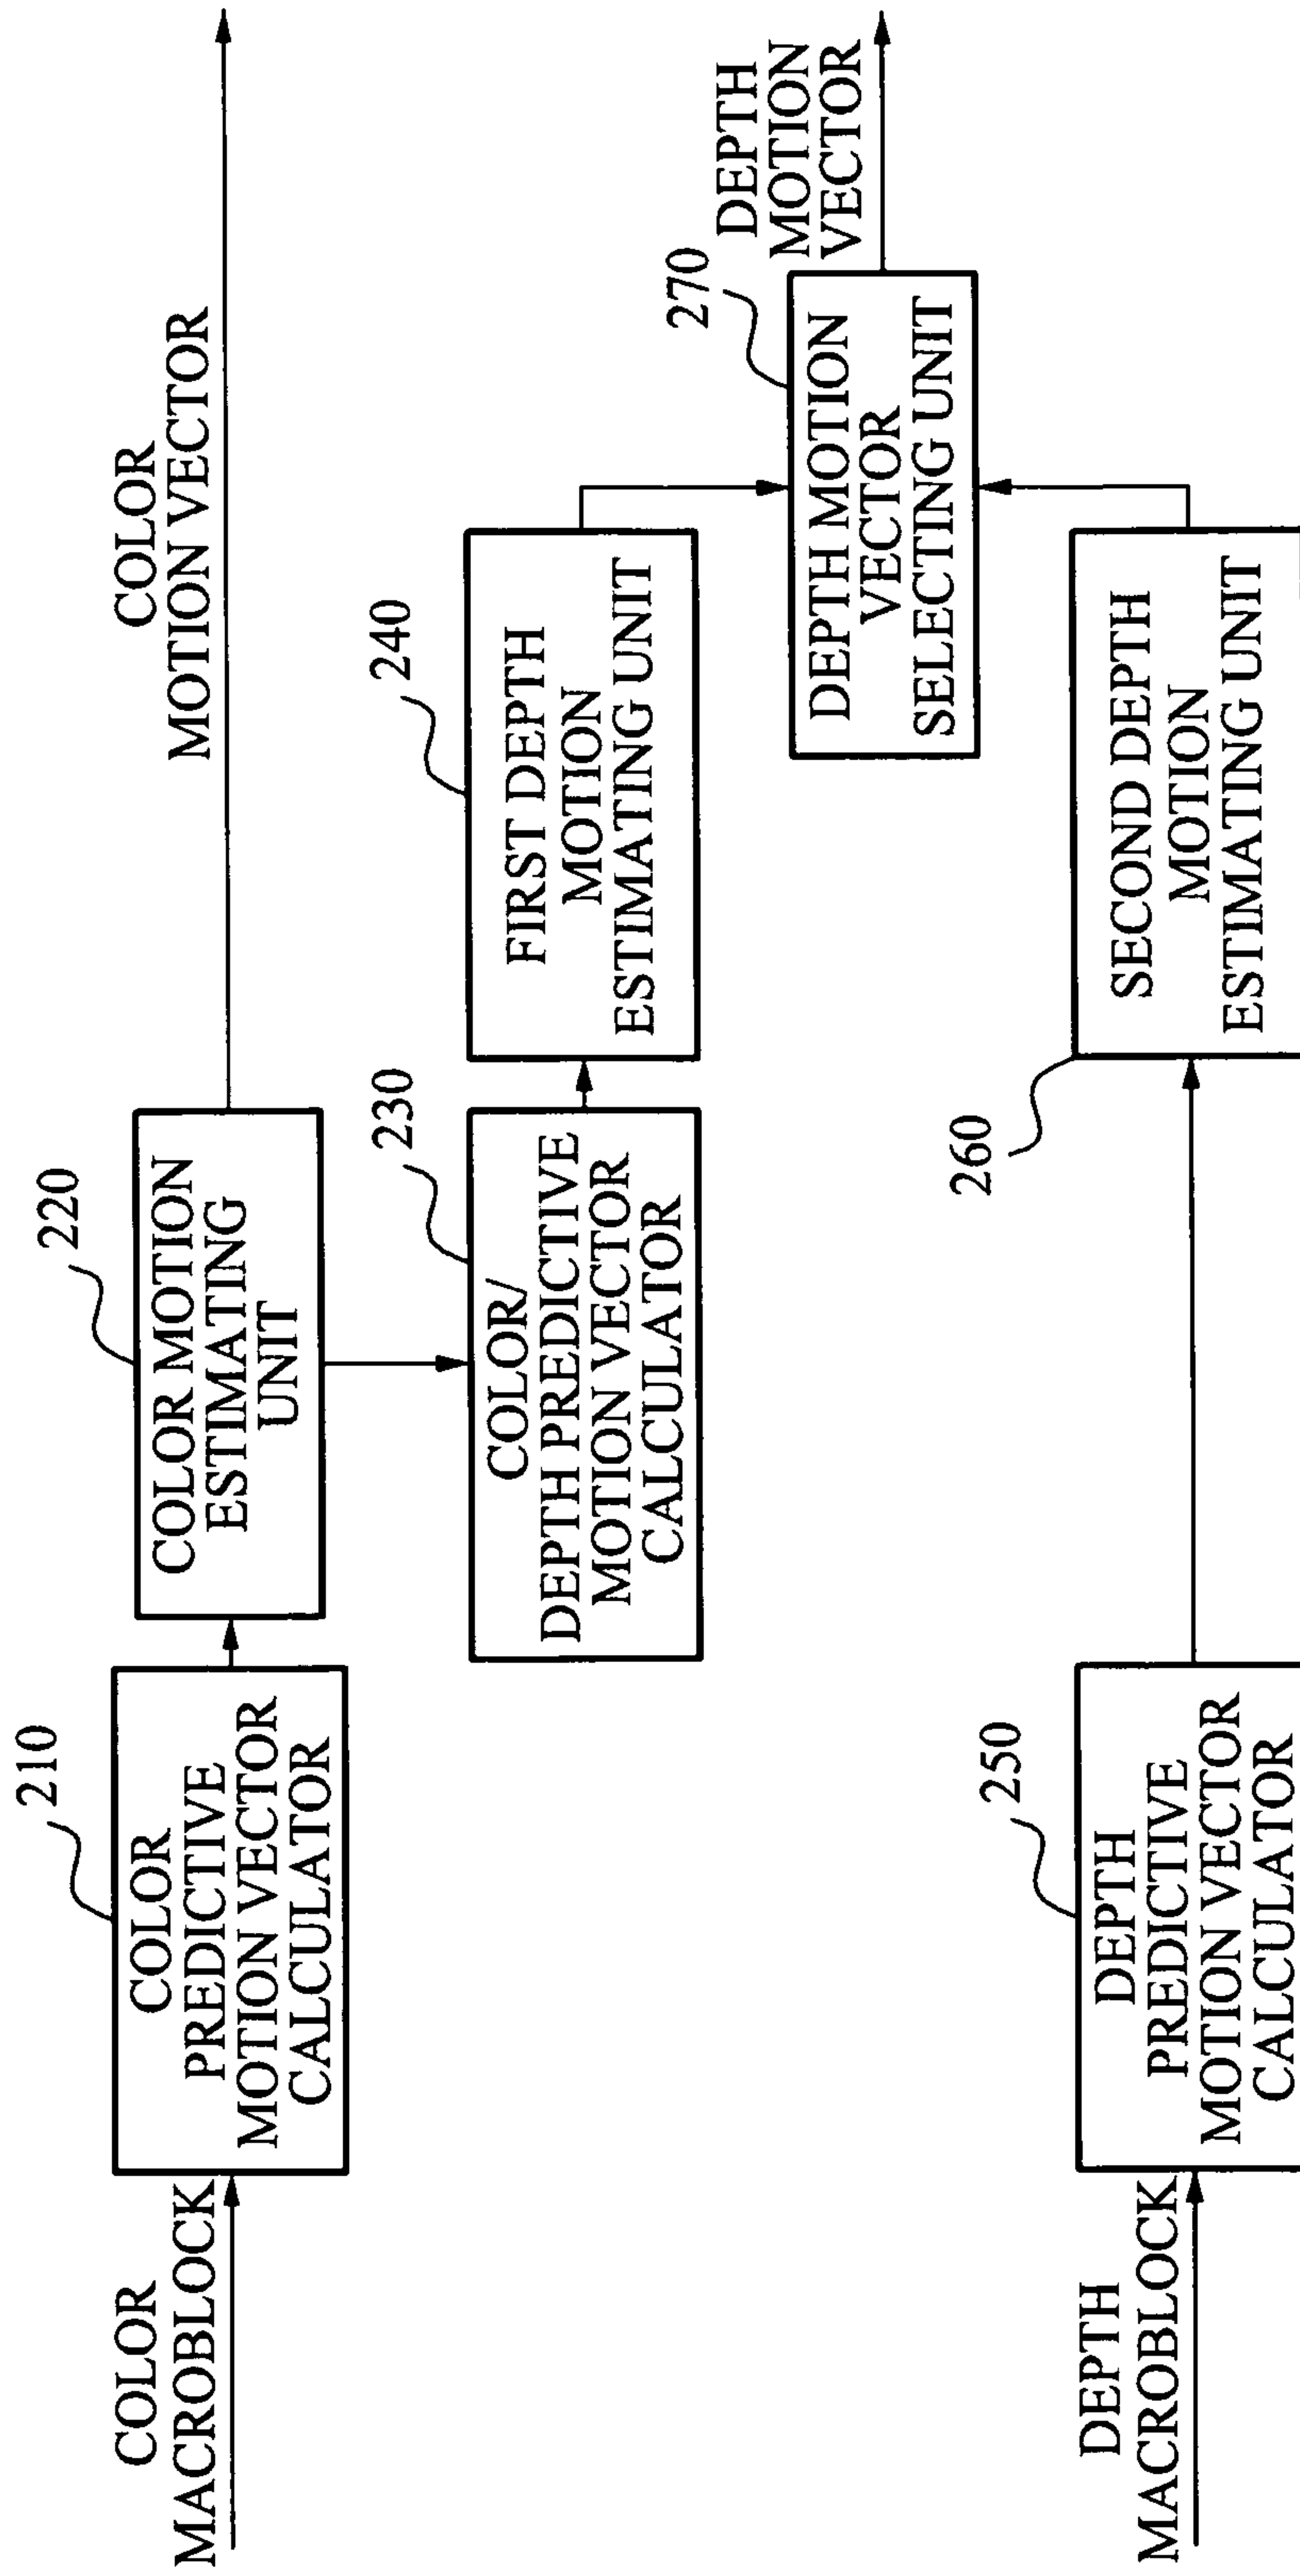 COLOR
MACROBLOCK
210
COLOR
PREDICTIVE
MOTION VECTOR
CALCULATOR
220
COLOR MOTION
ESTIMATING
UNIT
COLOR
MOTION VECTOR
230
COLOR/
DEPTH PREDICTIVE
MOTION VECTOR
CALCULATOR
240
FIRST DEPTH
MOTION
ESTIMATING UNIT
270
DEPTH MOTION
VECTOR
SELECTING UNIT
DEPTH
MOTION
VECTOR
DEPTH
MACROBLOCK
250
DEPTH
PREDICTIVE
MOTION VECTOR
CALCULATOR
260
SECOND DEPTH
MOTION
ESTIMATING UNIT